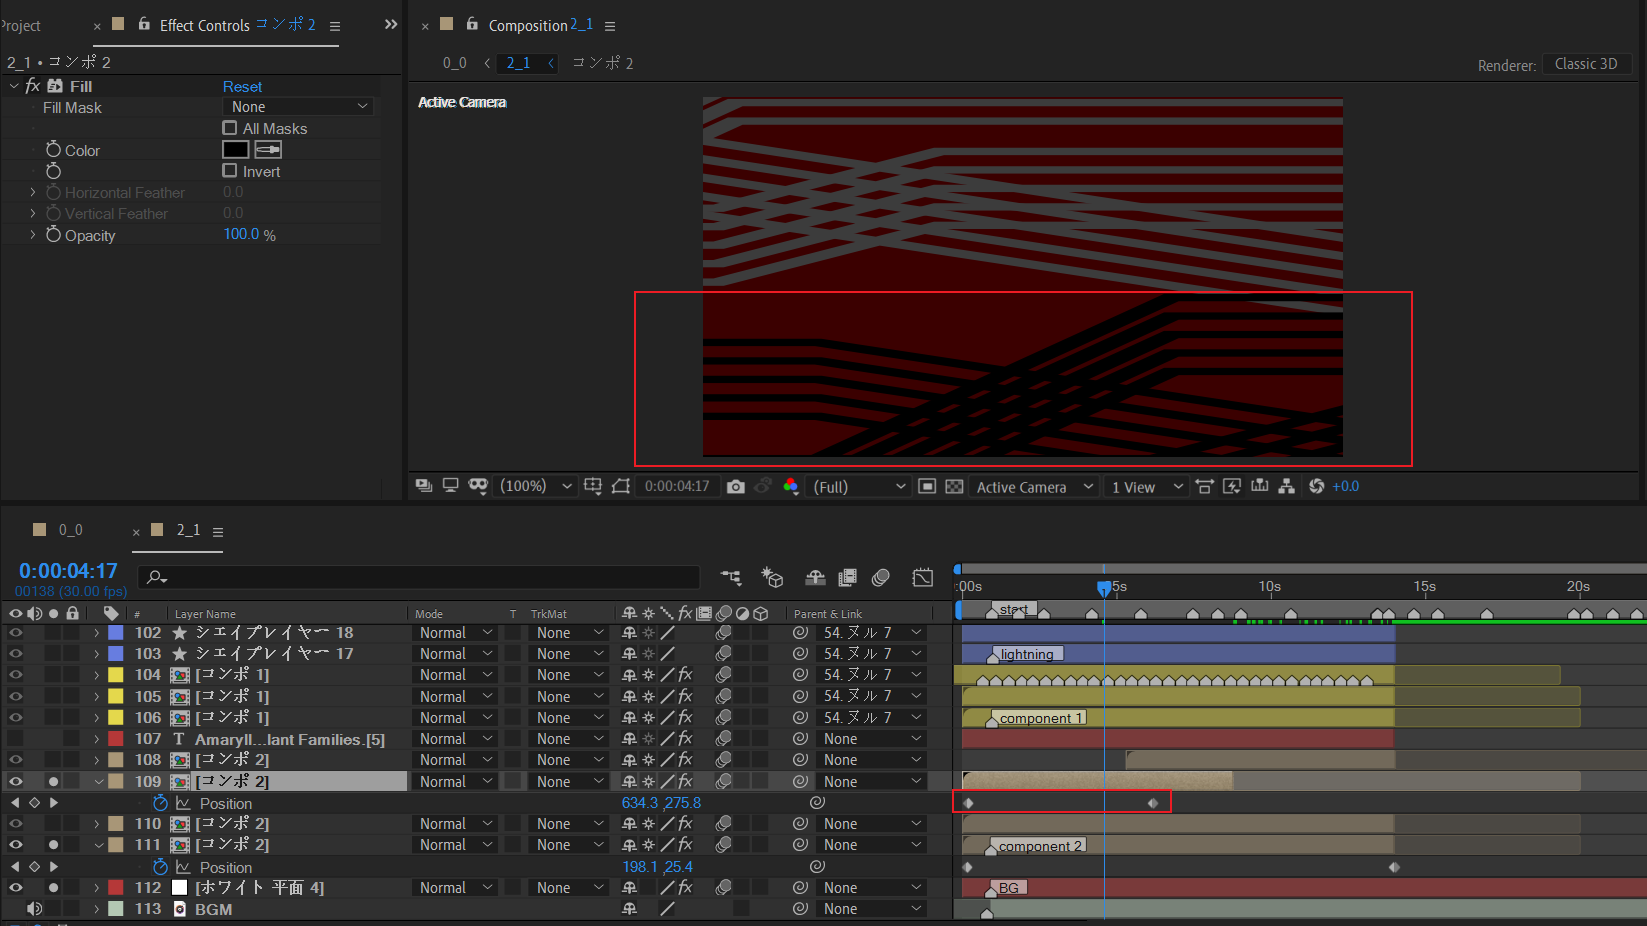 Project
× Effect Controls コンポ 2 ≡ >>
2_1 • コンポ 2
fx Fill Reset
Fill Mask None
All Masks
Color
Invert
Horizontal Feather 0.0
Vertical Feather 0.0
Opacity 100.0 %
× Composition 2_1 ≡
0_0 < 2_1 < コンポ 2
Renderer: Classic 3D
Active Camera
(100%) 0:00:04:17 (Full) Active Camera 1 View +0.0
0_0 × 2_1 ≡
0:00:04:17
00138 (30.00 fps)
:00s 5s 10s 15s 20s
# Layer Name Mode T TrkMat fx Parent & Link
start
102 シェイプレイヤー 18 Normal None 54. ヌル 7
103 シェイプレイヤー 17 Normal None 54. ヌル 7 lightning
104 [コンポ 1] Normal None fx 54. ヌル 7
105 [コンポ 1] Normal None fx 54. ヌル 7
106 [コンポ 1] Normal None fx 54. ヌル 7 component 1
107 T Amaryll...lant Families.[5] Normal None None
108 [コンポ 2] Normal None fx None
109 [コンポ 2] Normal None fx None
Position 634.3 ,275.8
110 [コンポ 2] Normal None fx None
111 [コンポ 2] Normal None fx None component 2
Position 198.1 ,25.4
112 [ホワイト 平面 4] Normal None fx None BG
113 BGM None